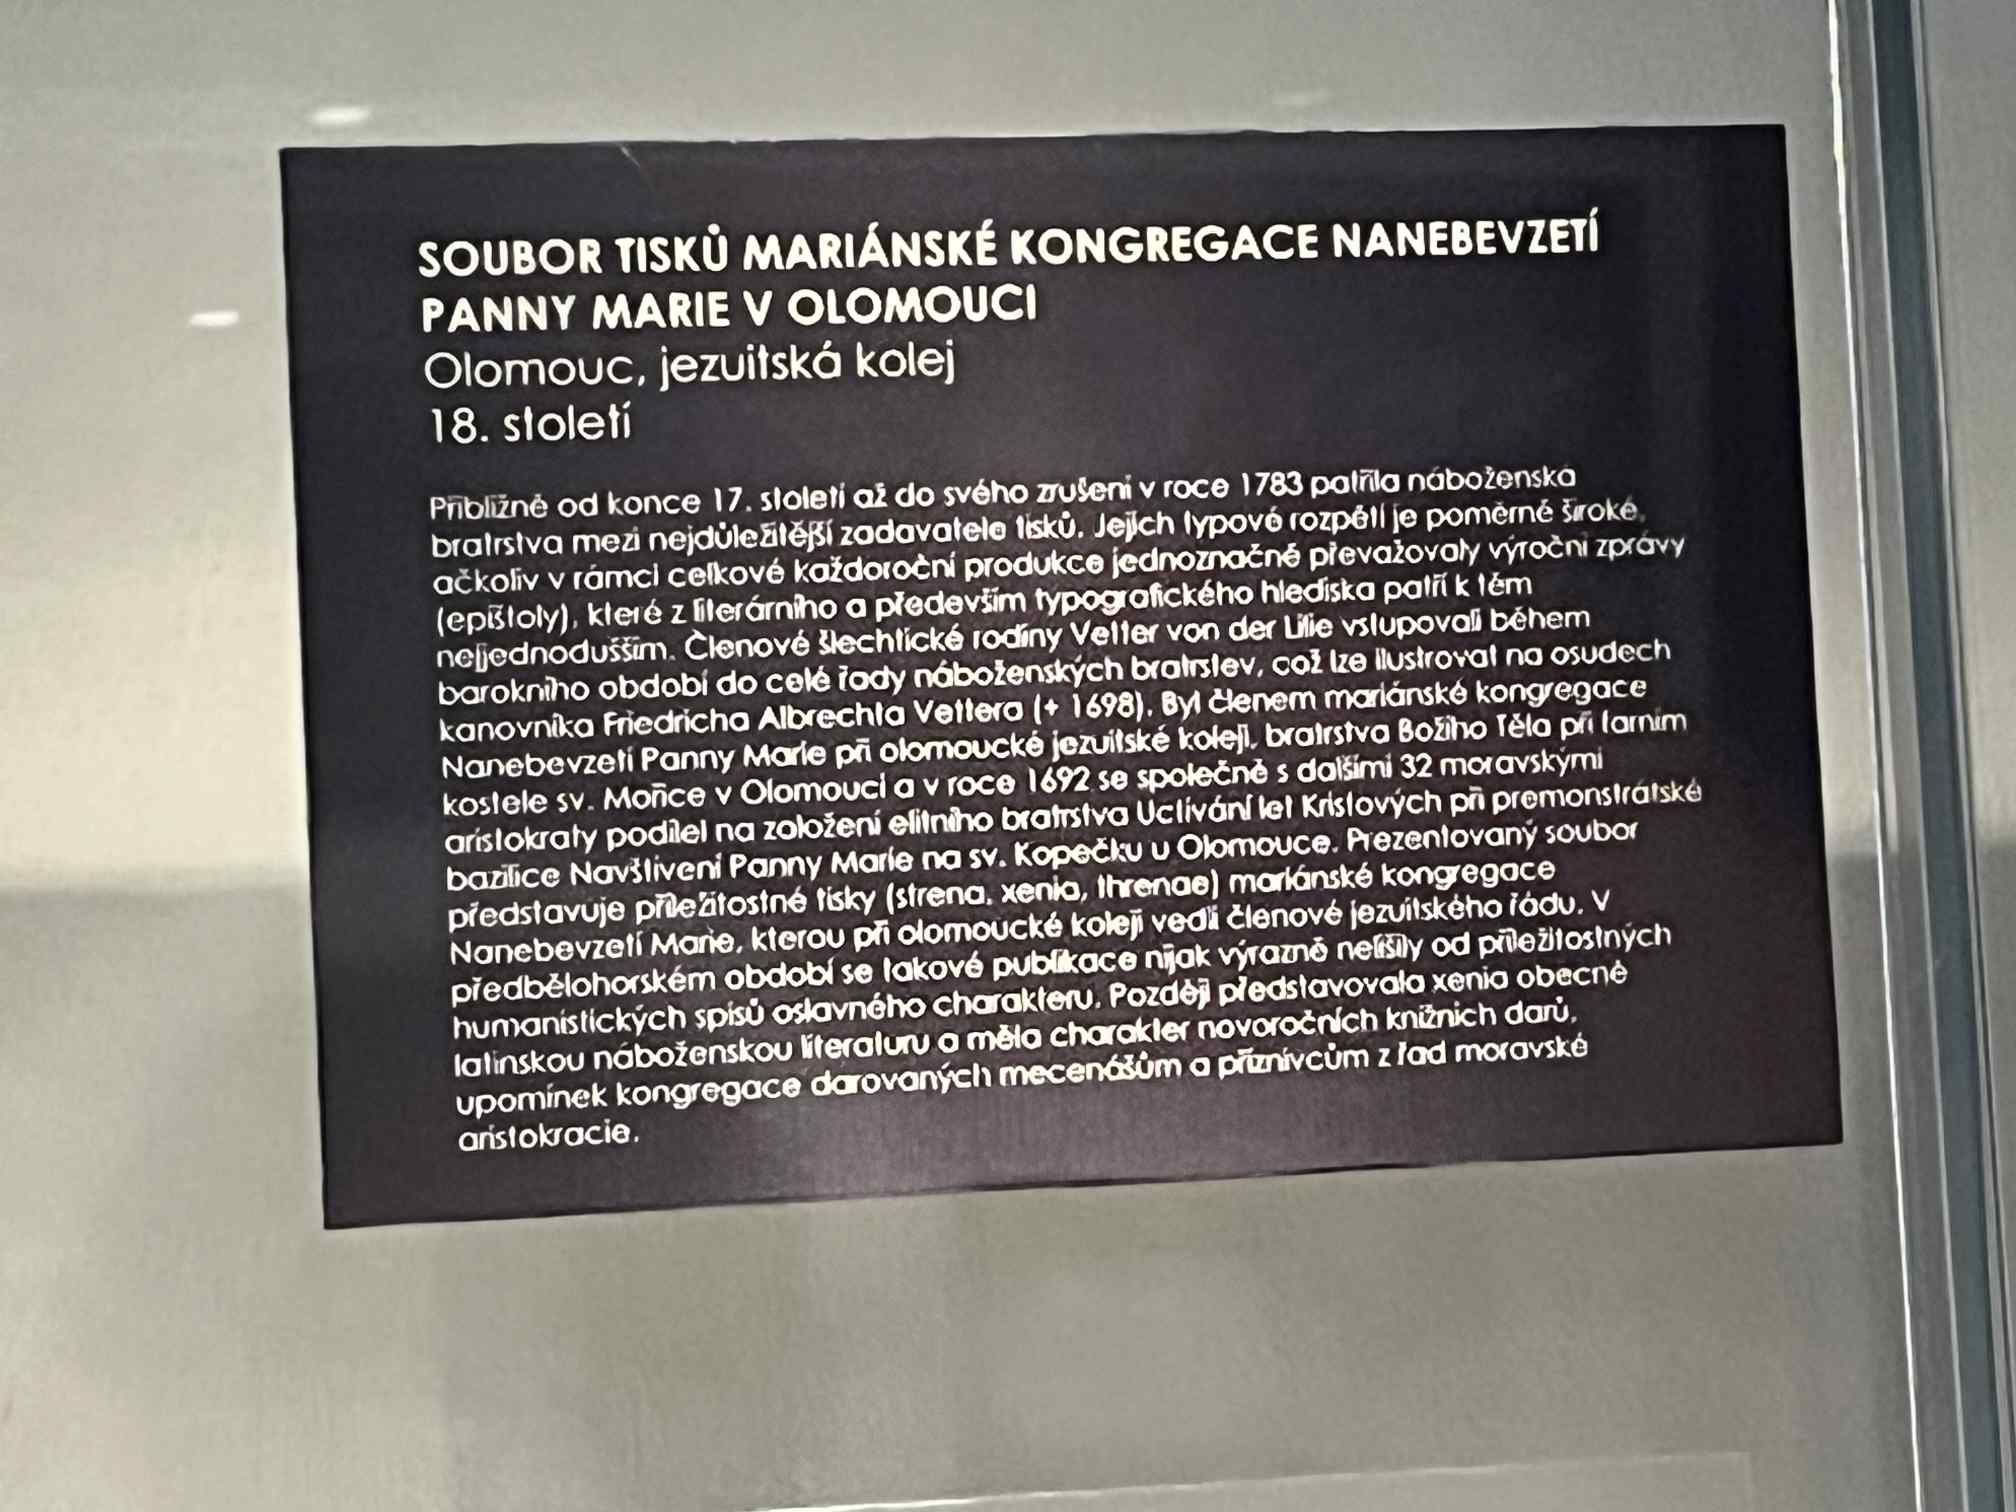 SOUBOR TISKŮ MARIÁNSKÉ KONGREGACE NANEBEVZETÍ
PANNY MARIE V OLOMOUCI
Olomouc, jezuitská kolej
18. století
Přibližně od konce 17. století až do svého zrušení v roce 1783 patřila náboženská
bratrstva mezi nejdůležitější zadavatele tisků. Jejich typové rozpětí je poměrně široké,
ačkoliv v rámci celkové každoroční produkce jednoznačně převažovaly výroční zprávy
(epištoly), které z literárního a především typografického hlediska patří k těm
nejjednodušším. Členové šlechtické rodiny Vetter von der Lilie vstupovali během
barokního období do celé řady náboženských bratrstev, což lze ilustrovat na osudech
kanovníka Friedricha Albrechta Vettera (+ 1698). Byl členem mariánské kongregace
Nanebevzetí Panny Marie při olomoucké jezuitské koleji, bratrstva Božího Těla při farním
kostele sv. Mořice v Olomouci a v roce 1692 se společně s dalšími 32 moravskými
aristokraty podílel na založení elitního bratrstva Uctívání let Kristových při premonstrátské
bazilice Navštívení Panny Marie na sv. Kopečku u Olomouce. Prezentovaný soubor
představuje příležitostné tisky (strena, xenia, threnae) mariánské kongregace
Nanebevzetí Marie, kterou při olomoucké koleji vedli členové jezuitského řádu. V
předbělohorském období se takové publikace nijak výrazně nelišily od příležitostných
humanistických spisů oslavného charakteru. Později představovala xenia obecně
latinskou náboženskou literaturu a měla charakter novoročních knižních darů,
upomínek kongregace darovaných mecenášům a příznivcům z řad moravské
aristokracie.